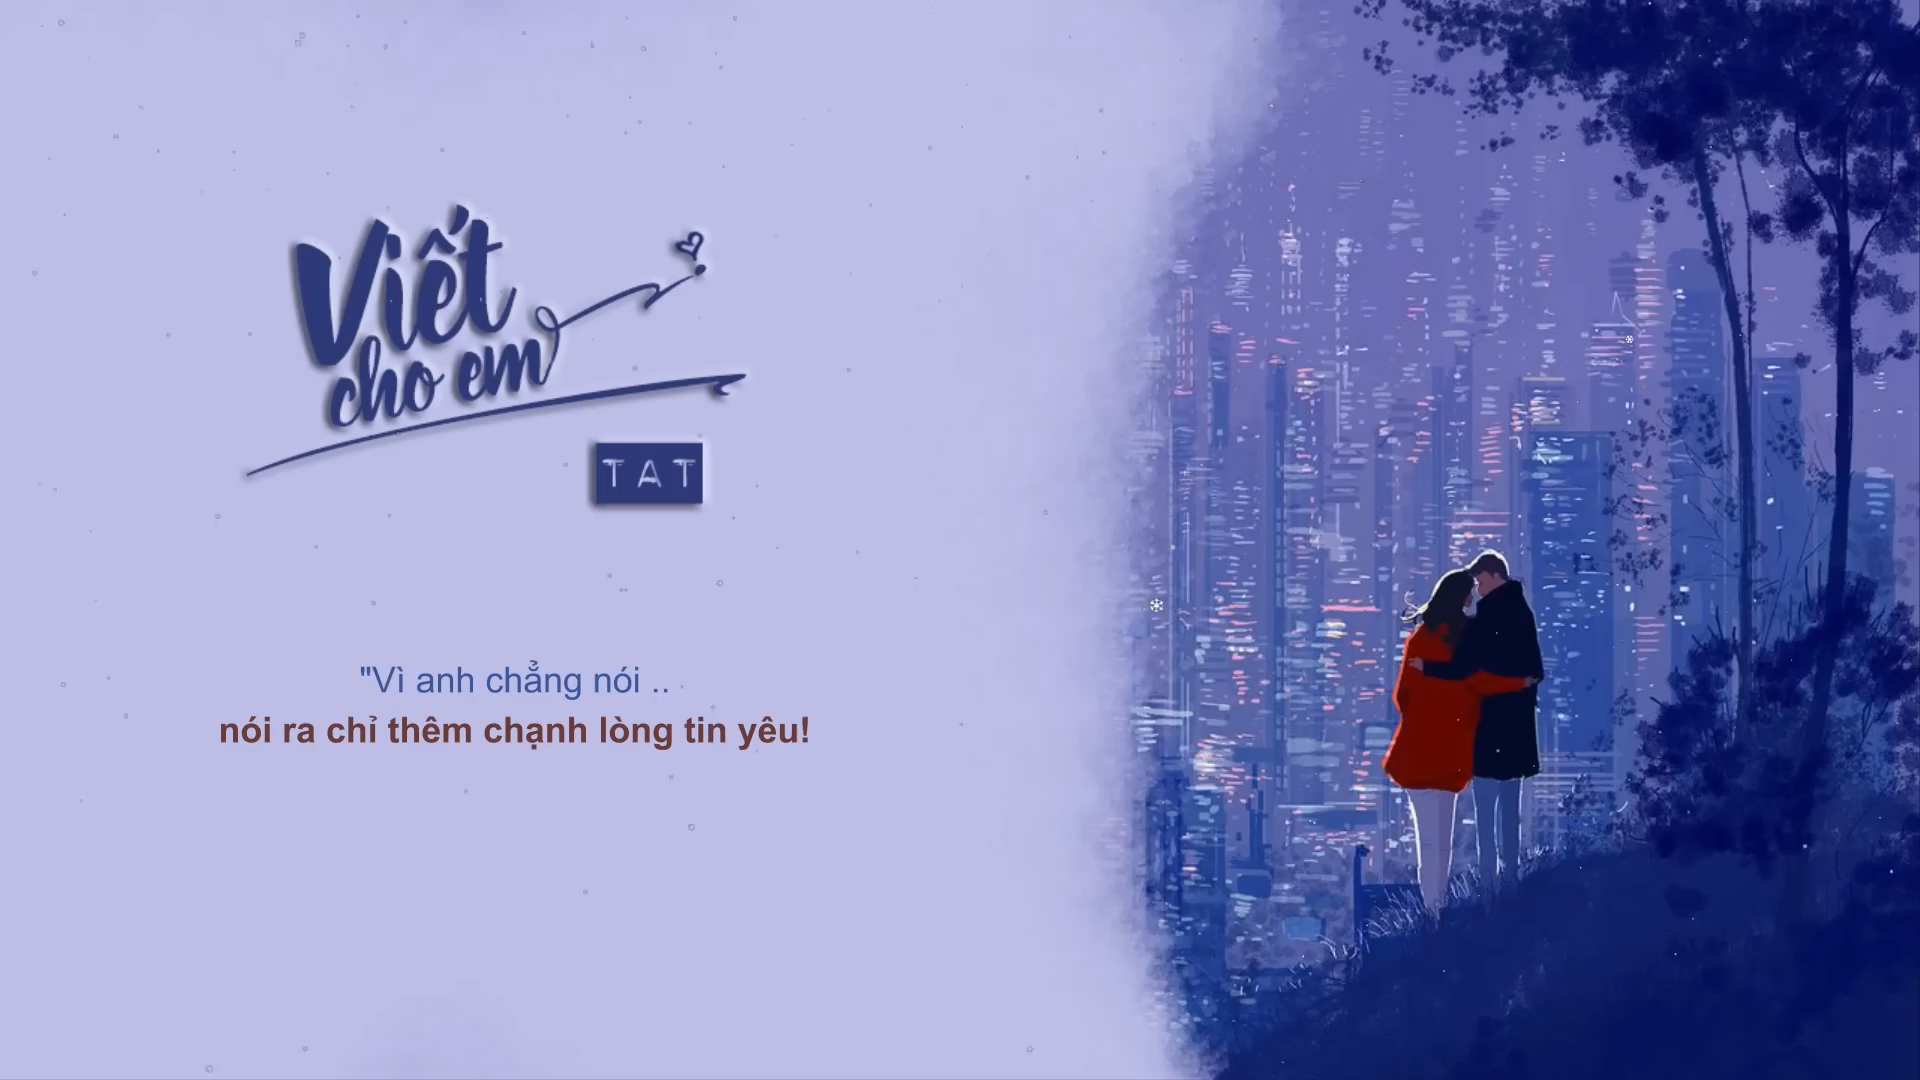 Viết
cho em
TAT
"Vì anh chẳng nói ..
nói ra chỉ thêm chạnh lòng tin yêu!